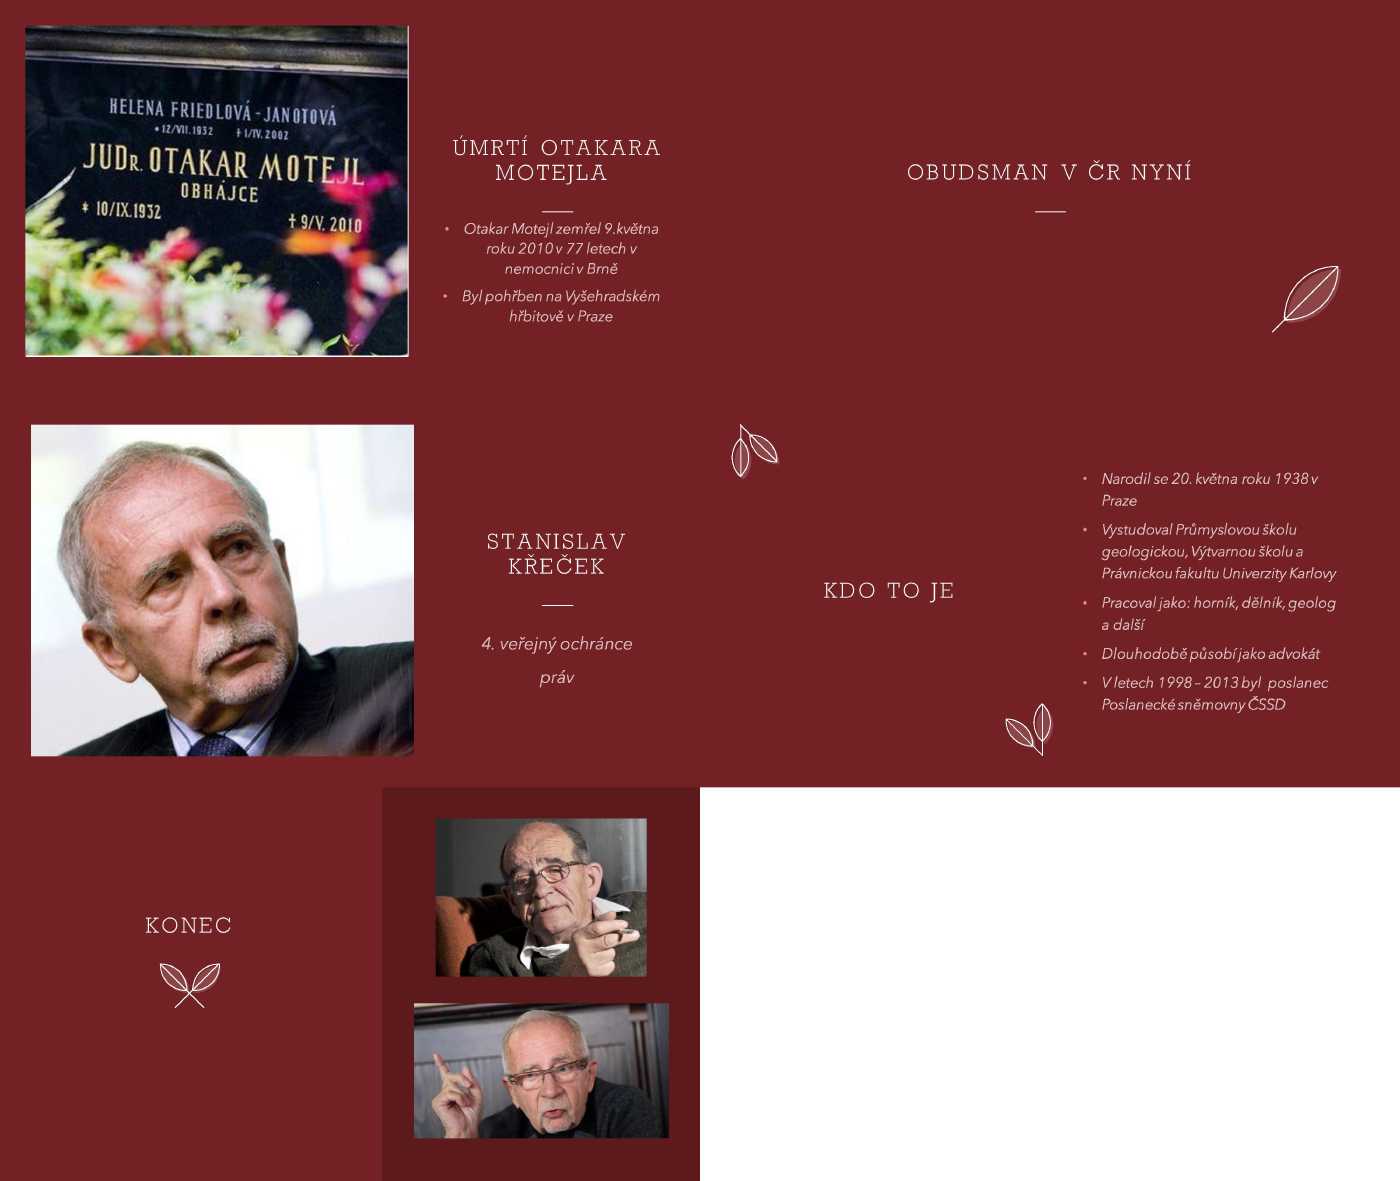 HELENA FRIEDLOVÁ-JANOTOVÁ
* 12/VII.1932 † 1/IV.2002
JUDR. OTAKAR MOTEJL
OBHÁJCE
* 10/IX.1932 † 9/V. 2010
ÚMRTÍ OTAKARA
MOTEJLA
• Otakar Motejl zemřel 9.května
roku 2010 v 77 letech v
nemocnici v Brně
• Byl pohřben na Vyšehradském
hřbitově v Praze
OBUDSMAN V ČR NYNÍ
STANISLAV
KŘEČEK
4. veřejný ochránce
práv
KDO TO JE
• Narodil se 20. května roku 1938 v
Praze
• Vystudoval Průmyslovou školu
geologickou, Výtvarnou školu a
Právnickou fakultu Univerzity Karlovy
• Pracoval jako: horník, dělník, geolog
a další
• Dlouhodobě působí jako advokát
• V letech 1998 – 2013 byl poslanec
Poslanecké sněmovny ČSSD
KONEC